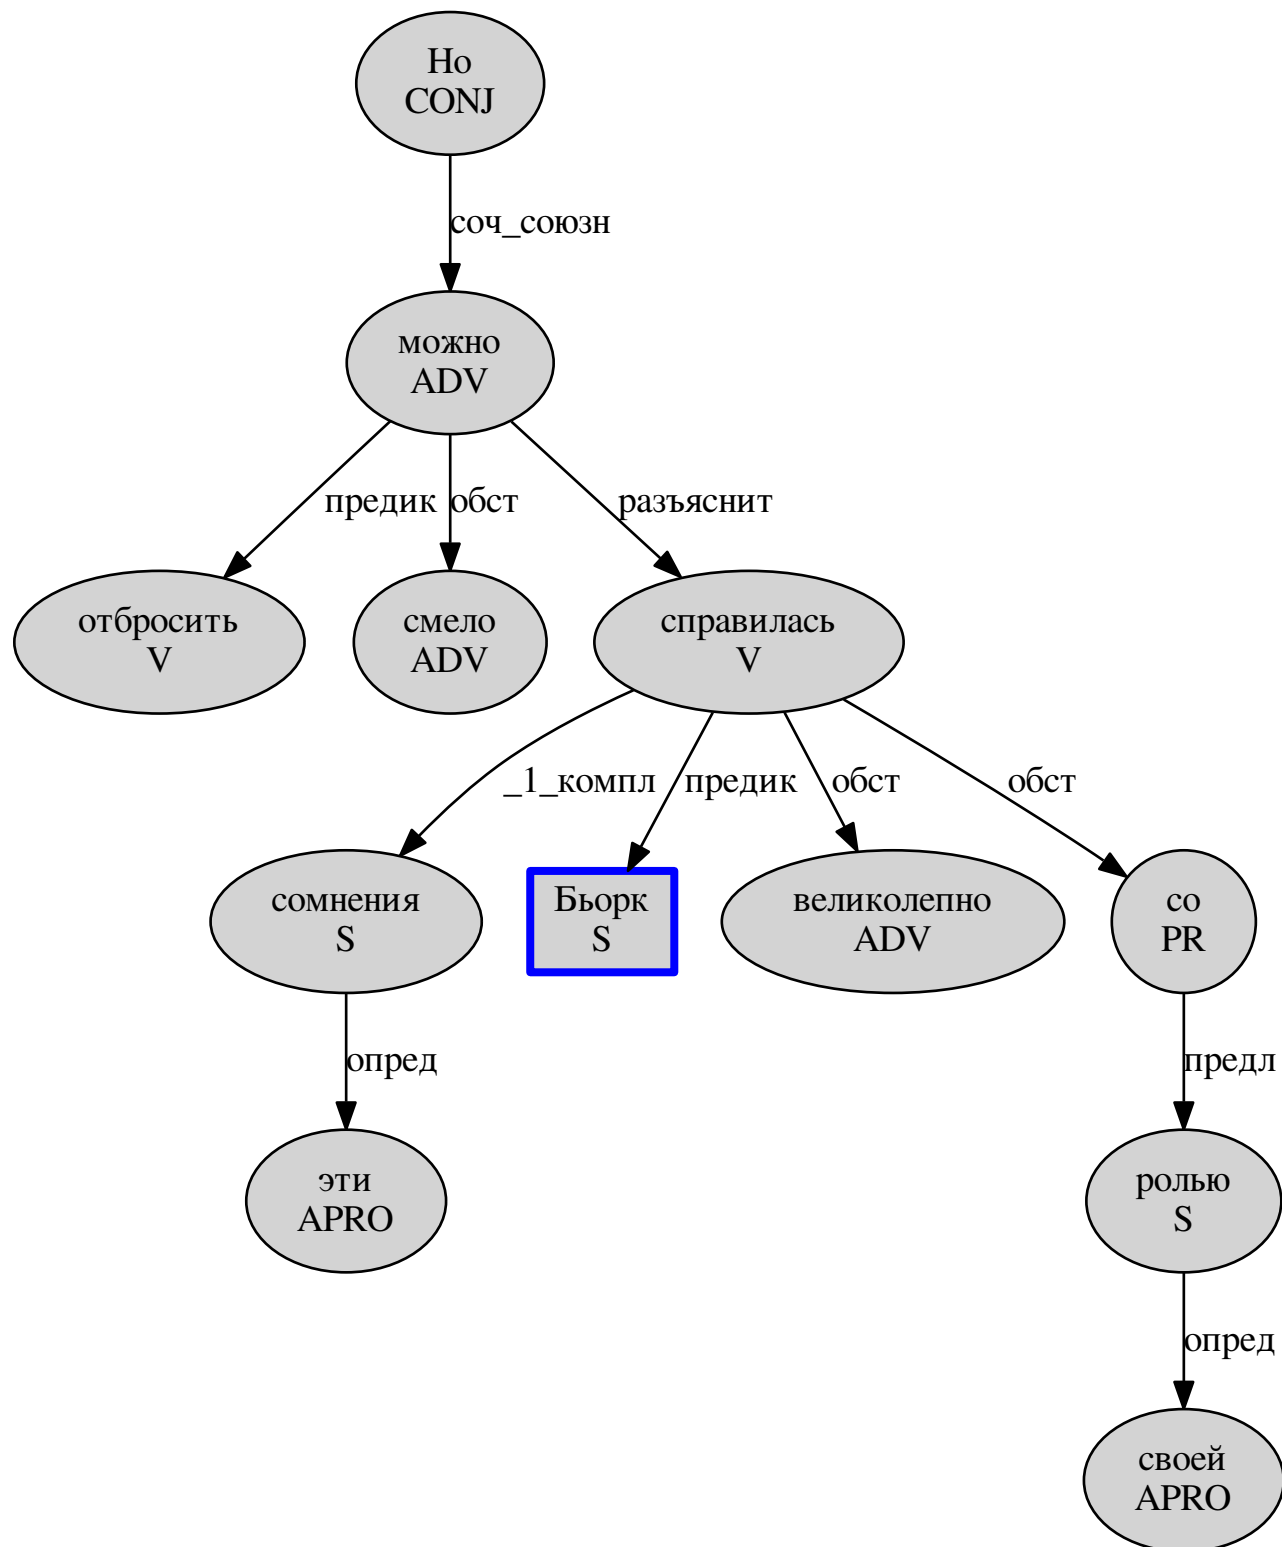 Но
CONJ
соч_союзн
можно
ADV
предик
обст
разъяснит
отбросить
V
смело
ADV
справилась
V
_1_компл
предик
обст
обст
сомнения
S
Бьорк
S
великолепно
ADV
со
PR
опред
предл
эти
APRO
ролью
S
опред
своей
APRO